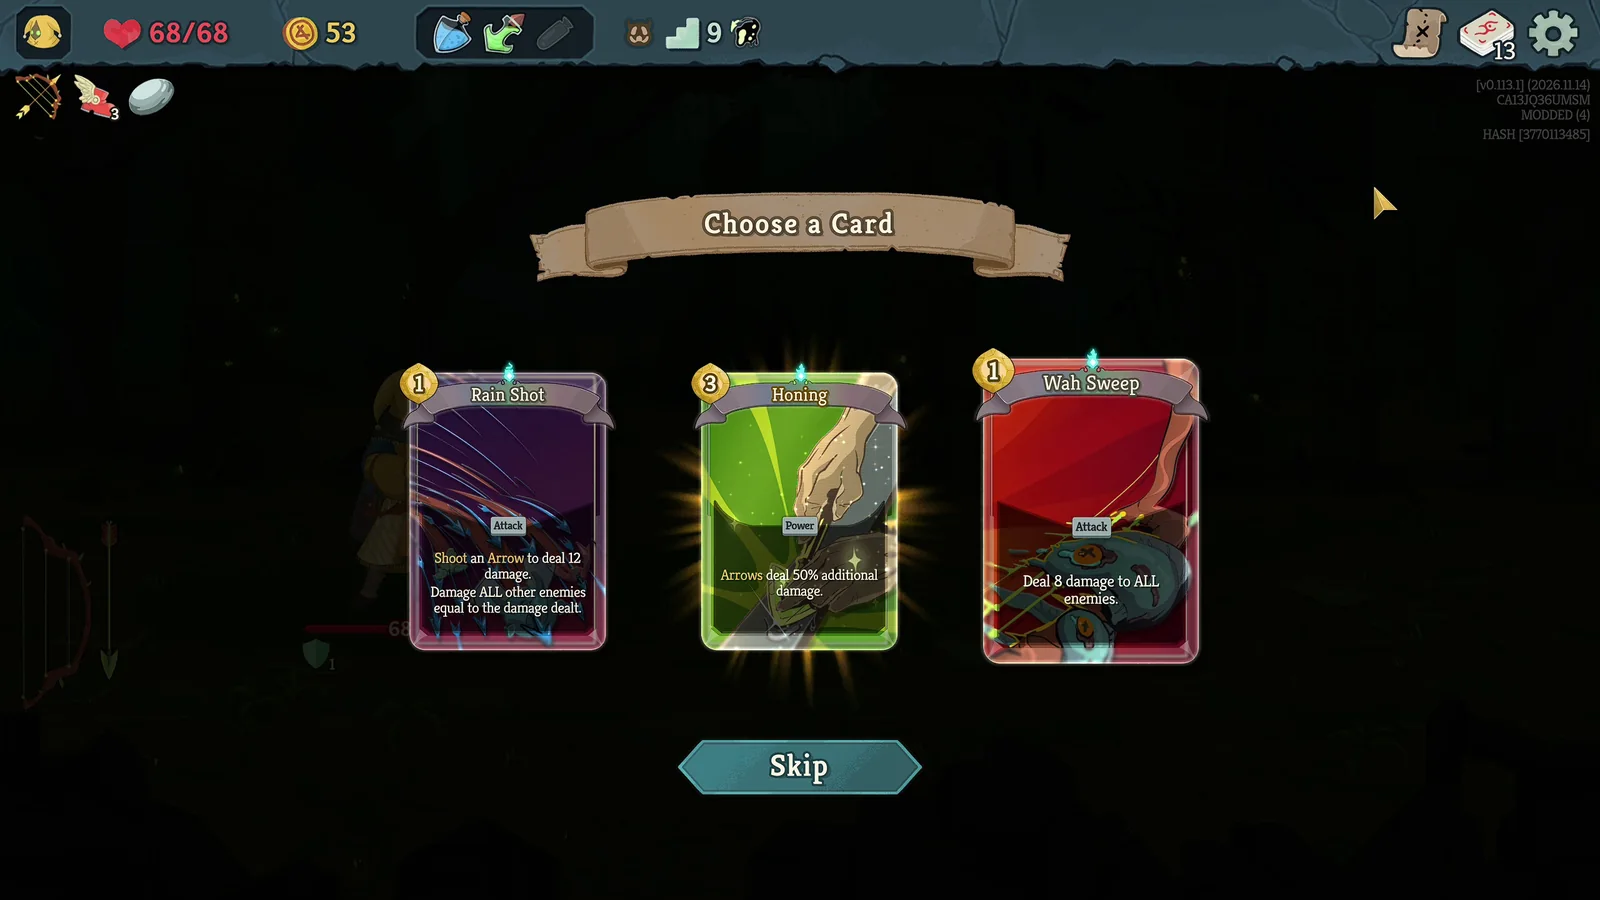 68/68
53
9
13
3
[v0.113.1] (2026.11.14)
CA13JQ36UMSM
MODDED (4)
HASH [3770113485]
Choose a Card
1
Rain Shot
Attack
Shoot an Arrow to deal 12
damage.
Damage ALL other enemies
equal to the damage dealt.
3
Honing
Power
Arrows deal 50% additional
damage.
1
Wah Sweep
Attack
Deal 8 damage to ALL
enemies.
68
1
Skip